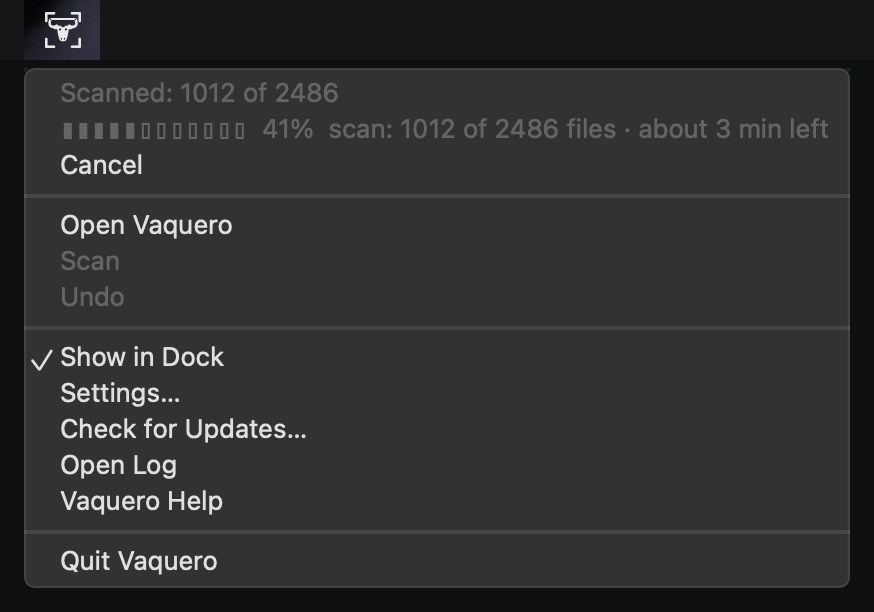 Scanned: 1012 of 2486
▮▮▮▮▮▯▯▯▯▯▯▯ 41% scan: 1012 of 2486 files · about 3 min left
Cancel
Open Vaquero
Scan
Undo
✓ Show in Dock
Settings...
Check for Updates...
Open Log
Vaquero Help
Quit Vaquero